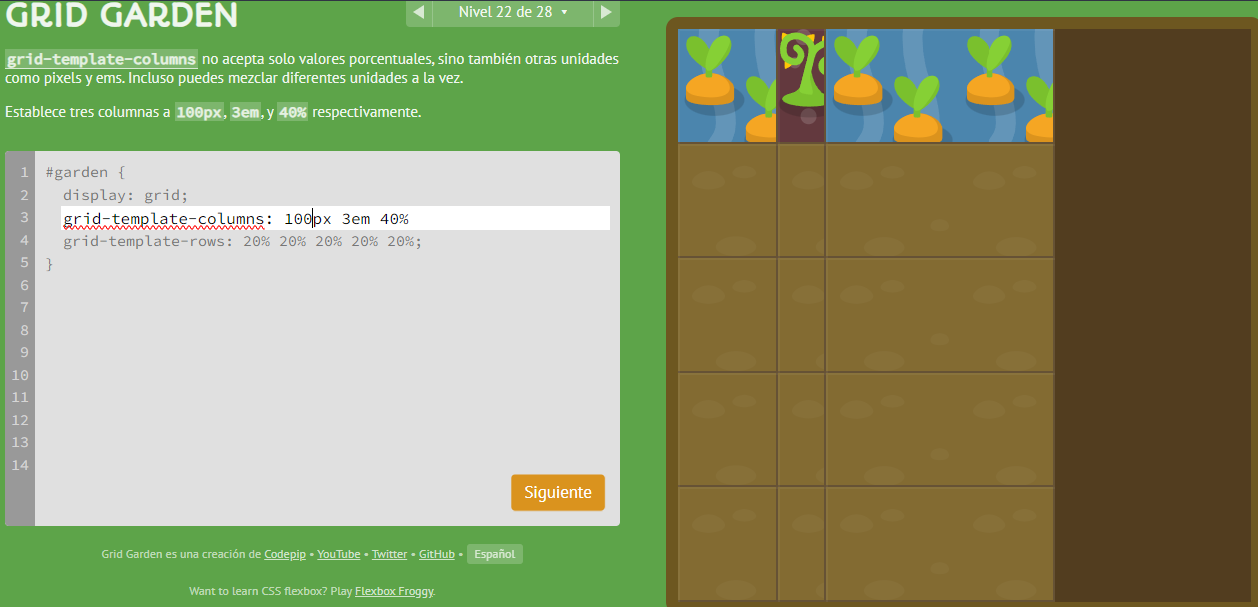 GRID GARDEN
Nivel 22 de 28
grid-template-columns no acepta solo valores porcentuales, sino también otras unidades
como pixels y ems. Incluso puedes mezclar diferentes unidades a la vez.
Establece tres columnas a 100px, 3em, y 40% respectivamente.
1 #garden {
2 display: grid;
3 grid-template-columns: 100px 3em 40%
4 grid-template-rows: 20% 20% 20% 20% 20%;
5 }
6
7
8
9
10
11
12
13
14
Siguiente
Grid Garden es una creación de Codepip • YouTube • Twitter • GitHub • Español
Want to learn CSS flexbox? Play Flexbox Froggy.